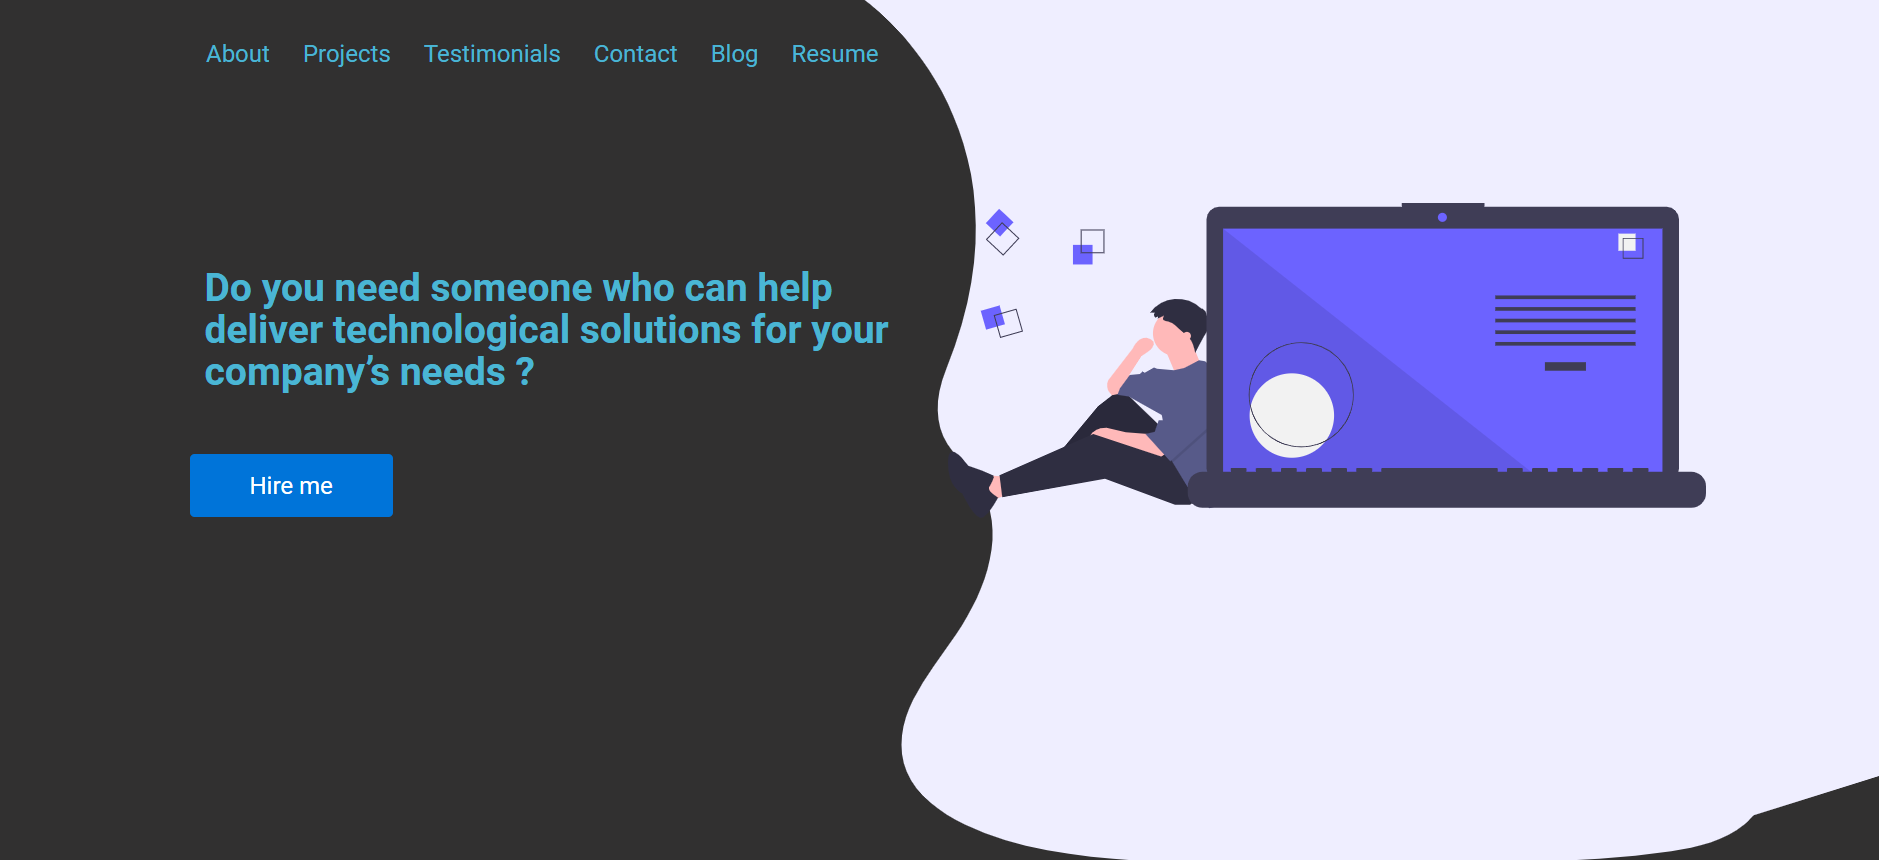 About Projects Testimonials Contact Blog Resume
Do you need someone who can help
deliver technological solutions for your
company’s needs ?
Hire me